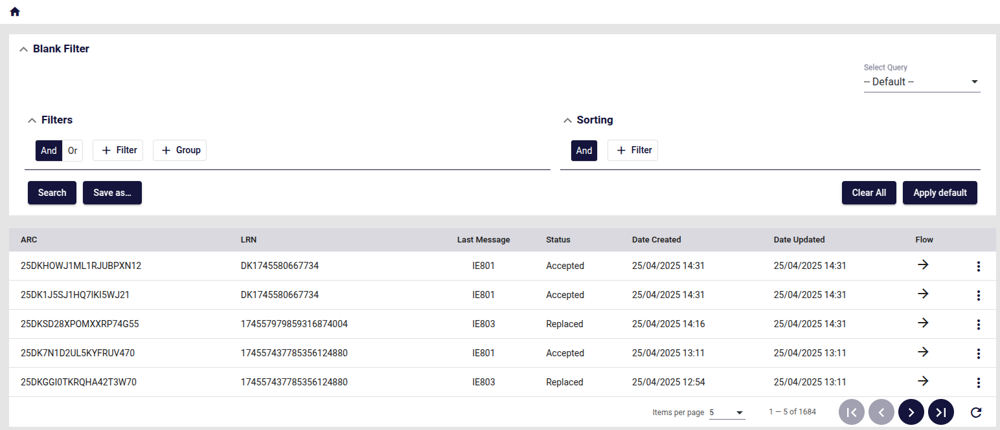 Blank Filter
Select Query
-- Default --
Filters Sorting
And Or + Filter + Group And + Filter
Search Save as... Clear All Apply default
ARC LRN Last Message Status Date Created Date Updated Flow
25DKHOWJ1ML1RJUBPXN12 DK1745580667734 IE801 Accepted 25/04/2025 14:31 25/04/2025 14:31
25DK1J5SJ1HQ7IKI5WJ21 DK1745580667734 IE801 Accepted 25/04/2025 14:31 25/04/2025 14:31
25DKSD28XPOMXXRP74G55 174557979859316874004 IE803 Replaced 25/04/2025 14:16 25/04/2025 14:31
25DK7N1D2UL5KYFRUV470 174557437785356124880 IE801 Accepted 25/04/2025 13:11 25/04/2025 13:11
25DKGGI0TKRQHA42T3W70 174557437785356124880 IE803 Replaced 25/04/2025 12:54 25/04/2025 13:11
Items per page 5 1 – 5 of 1684